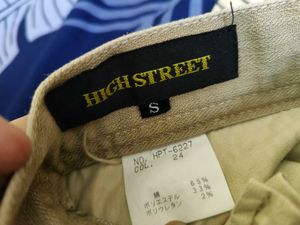 HIGH STREET
S
NO. HPT-6227
COL. 24
綿 65%
ポリエステル 33%
ポリウレタン 2%